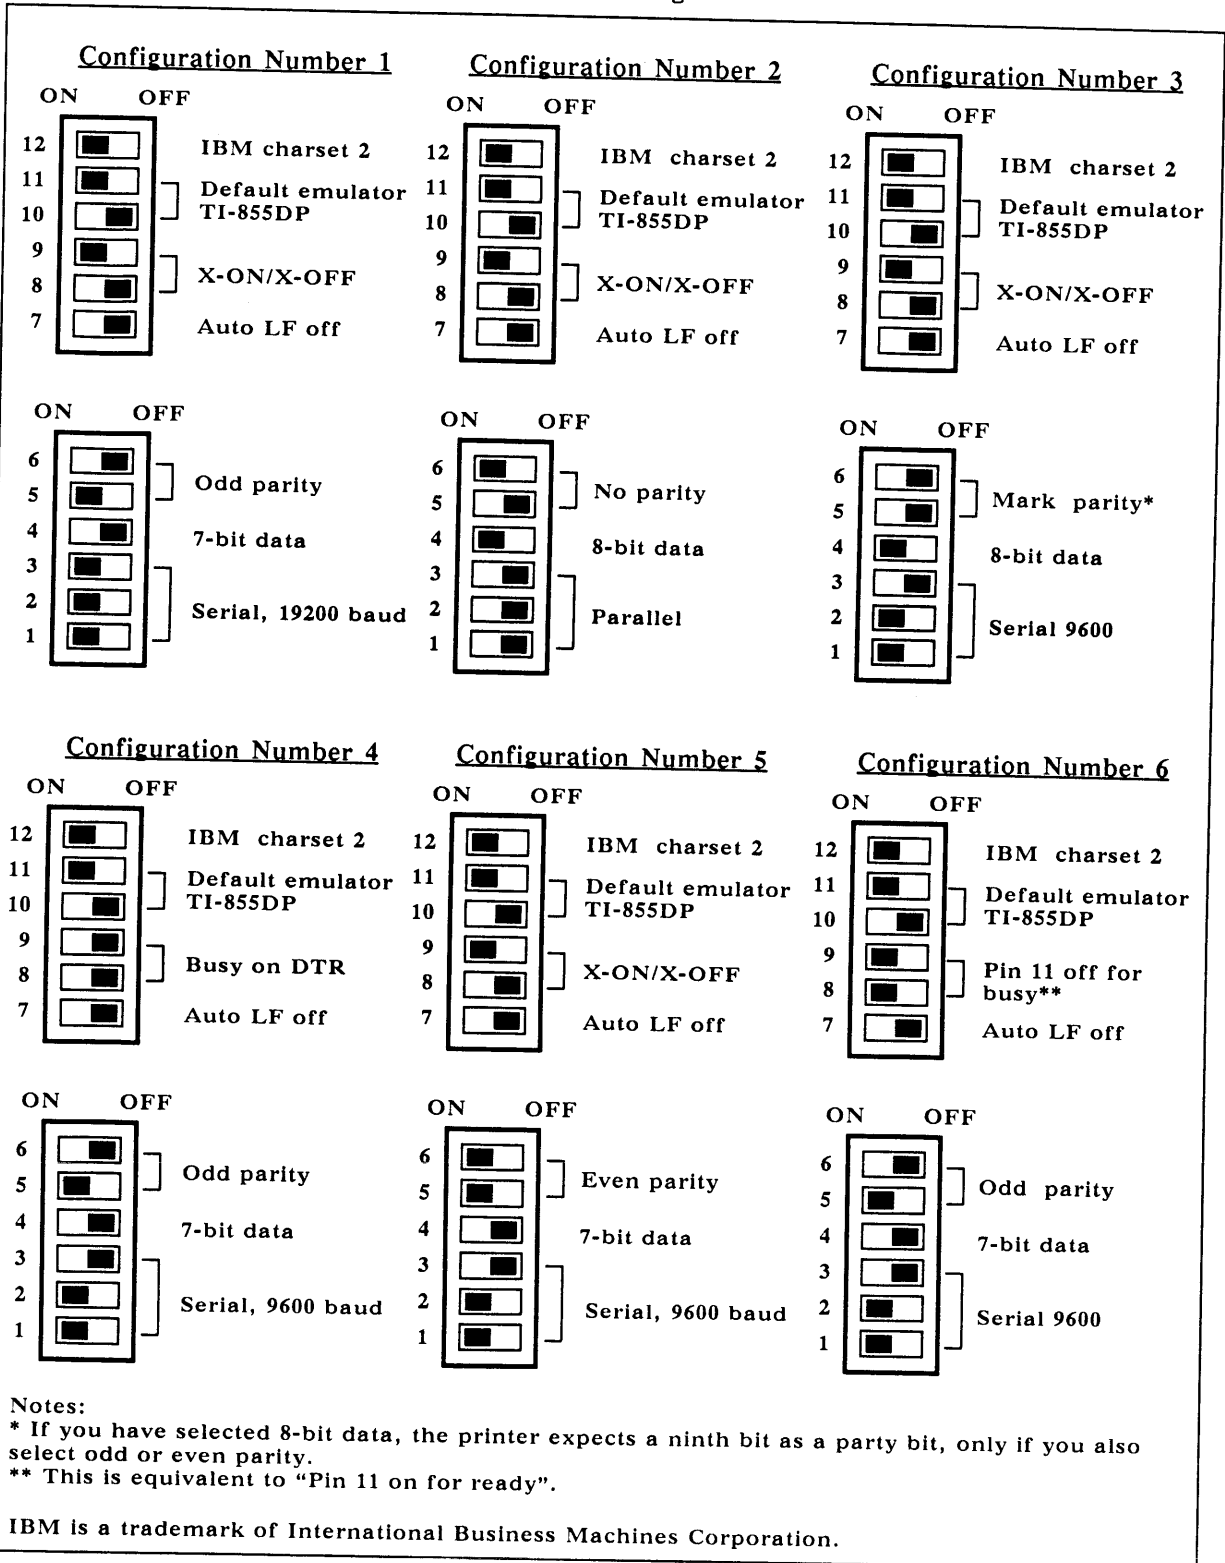 Configuration Number 1
ON OFF
12 IBM charset 2
11 Default emulator
10 TI-855DP
9
8 X-ON/X-OFF
7 Auto LF off
ON OFF
6
5 Odd parity
4 7-bit data
3
2 Serial, 19200 baud
1
Configuration Number 2
ON OFF
12 IBM charset 2
11 Default emulator
10 TI-855DP
9
8 X-ON/X-OFF
7 Auto LF off
ON OFF
6
5 No parity
4 8-bit data
3
2 Parallel
1
Configuration Number 3
ON OFF
12 IBM charset 2
11 Default emulator
10 TI-855DP
9
8 X-ON/X-OFF
7 Auto LF off
ON OFF
6
5 Mark parity*
4 8-bit data
3
2 Serial 9600
1
Configuration Number 4
ON OFF
12 IBM charset 2
11 Default emulator
10 TI-855DP
9
8 Busy on DTR
7 Auto LF off
ON OFF
6
5 Odd parity
4 7-bit data
3
2 Serial, 9600 baud
1
Configuration Number 5
ON OFF
12 IBM charset 2
11 Default emulator
10 TI-855DP
9
8 X-ON/X-OFF
7 Auto LF off
ON OFF
6
5 Even parity
4 7-bit data
3
2 Serial, 9600 baud
1
Configuration Number 6
ON OFF
12 IBM charset 2
11 Default emulator
10 TI-855DP
9 Pin 11 off for
8 busy**
7 Auto LF off
ON OFF
6
5 Odd parity
4 7-bit data
3
2 Serial 9600
1
Notes:
* If you have selected 8-bit data, the printer expects a ninth bit as a party bit, only if you also
select odd or even parity.
** This is equivalent to “Pin 11 on for ready”.
IBM is a trademark of International Business Machines Corporation.